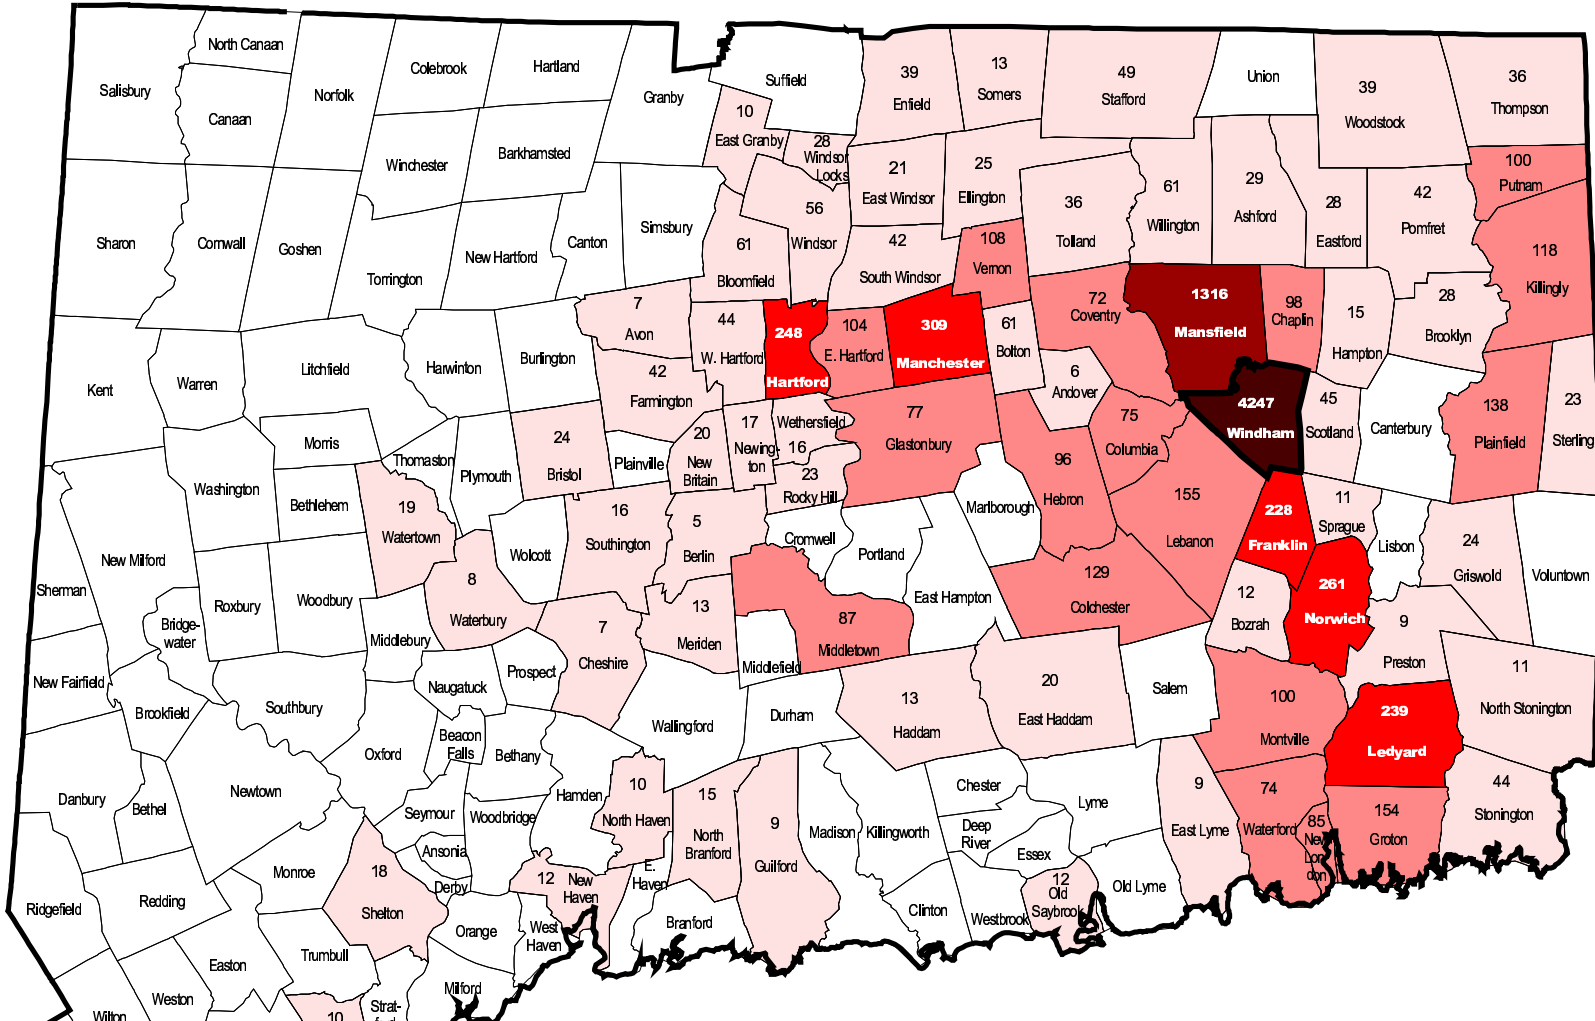 North Canaan
Salisbury
Canaan
Norfolk
Colebrook
Hartland
Granby
Suffield
39
Enfield
13
Somers
49
Stafford
Union
39
Woodstock
36
Thompson
Winchester
Barkhamsted
10
East Granby
28
Windsor
Locks
21
East Windsor
25
Ellington
36
Tolland
61
Willington
29
Ashford
28
Eastford
42
Pomfret
100
Putnam
Sharon
Cornwall
Goshen
Torrington
New Hartford
Canton
Simsbury
61
Bloomfield
56
Windsor
42
South Windsor
108
Vernon
118
Killingly
7
Avon
44
W. Hartford
248
Hartford
104
E. Hartford
309
Manchester
61
Bolton
72
Coventry
1316
Mansfield
98
Chaplin
15
Hampton
28
Brooklyn
Kent
Warren
Litchfield
Harwinton
Burlington
42
Farmington
6
Andover
4247
Windham
45
Scotland
Canterbury
138
Plainfield
23
Sterling
Morris
Thomaston
Plymouth
24
Bristol
Plainville
20
New
Britain
17
Newing-
ton
Wethersfield
16
23
Rocky Hill
77
Glastonbury
Marlborough
96
Hebron
75
Columbia
155
Lebanon
228
Franklin
11
Sprague
Lisbon
24
Griswold
Voluntown
Washington
Bethlehem
19
Watertown
Wolcott
16
Southington
5
Berlin
Cromwell
Portland
East Hampton
129
Colchester
12
Bozrah
261
Norwich
9
Preston
11
North Stonington
New Milford
Sherman
Roxbury
Woodbury
Bridge-
water
Middlebury
8
Waterbury
7
Cheshire
13
Meriden
87
Middletown
Middlefield
New Fairfield
Brookfield
Southbury
Naugatuck
Prospect
Wallingford
Durham
13
Haddam
20
East Haddam
Salem
100
Montville
239
Ledyard
44
Stonington
Danbury
Bethel
Newtown
Oxford
Beacon
Falls
Bethany
Seymour
Woodbridge
Hamden
10
North Haven
15
North
Branford
9
Guilford
Madison
Killingworth
Chester
Deep
River
Essex
Lyme
9
East Lyme
74
Waterford
85
New
Lon-
don
154
Groton
Ridgefield
Redding
Monroe
18
Shelton
Ansonia
Derby
Orange
West
Haven
12
New
Haven
E.
Haven
Branford
Clinton
Westbrook
12
Old
Saybrook
Old Lyme
Easton
Trumbull
Weston
Wilton
10
Strat-
ford
Milford